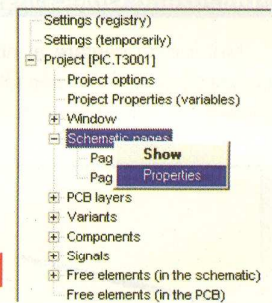 Settings (registry)
Settings (temporarily)
Project [PIC.T3001]
Project options
Project Properties (variables)
Window
Schematic pages
Pag
Show
Pag
Properties
PCB layers
Variants
Components
Signals
Free elements (in the schematic)
Free elements (in the PCB)